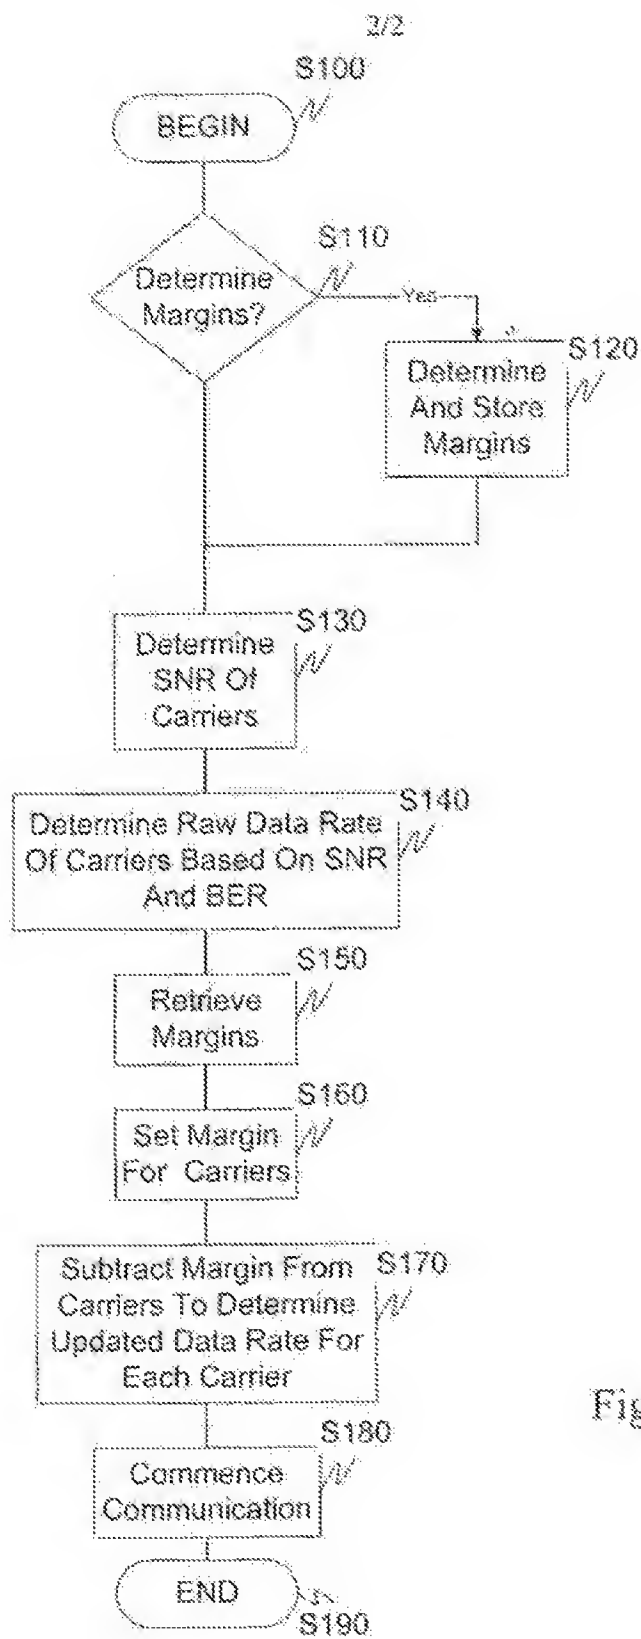 2/2
S100
BEGIN
S110
Determine
Margins?
Yes
S120
Determine
And Store
Margins
S130
Determine
SNR Of
Carriers
S140
Determine Raw Data Rate
Of Carriers Based On SNR
And BER
S150
Retrieve
Margins
S160
Set Margin
For Carriers
S170
Subtract Margin From
Carriers To Determine
Updated Data Rate For
Each Carrier
Fig
S180
Commence
Communication
END
S190